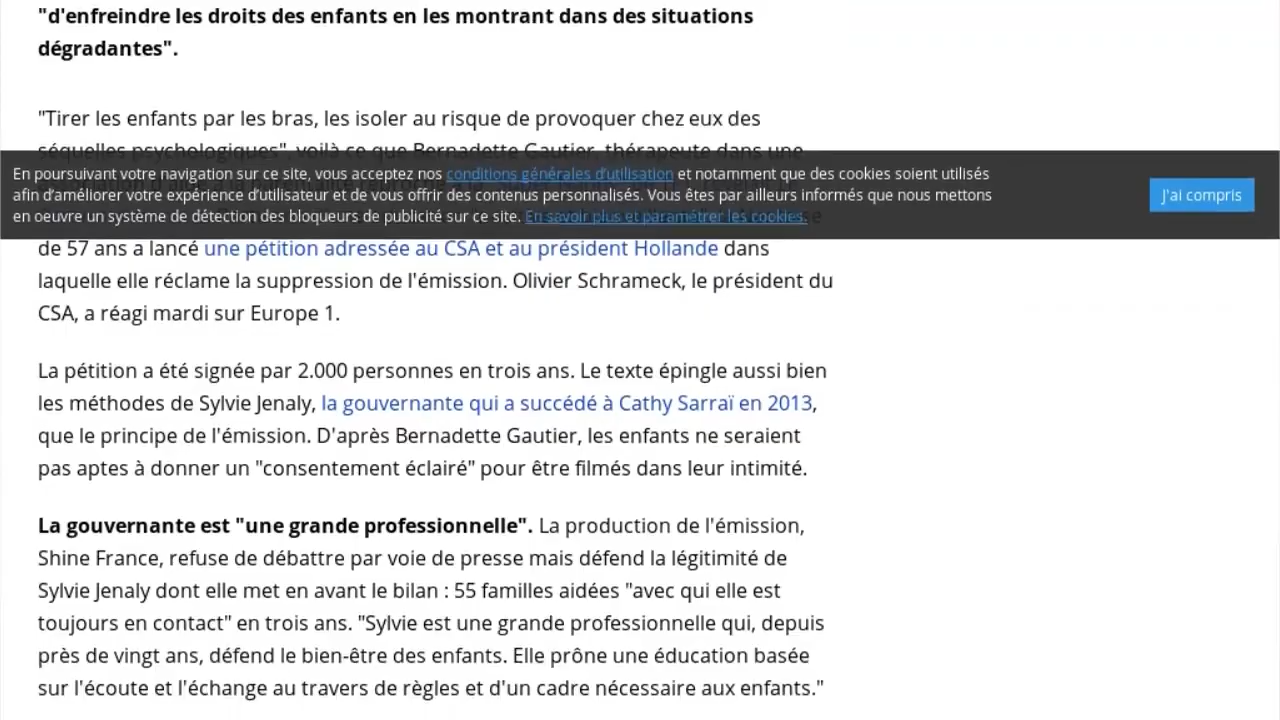 "d'enfreindre les droits des enfants en les montrant dans des situations
dégradantes".
"Tirer les enfants par les bras, les isoler au risque de provoquer chez eux des
séquelles psychologiques", voilà ce que Bernadette Gautier, thérapeute dans une
En poursuivant votre navigation sur ce site, vous acceptez nos conditions générales d'utilisation et notamment que des cookies soient utilisés
afin d'améliorer votre expérience d'utilisateur et de vous offrir des contenus personnalisés. Vous êtes par ailleurs informés que nous mettons
en oeuvre un système de détection des bloqueurs de publicité sur ce site. En savoir plus et paramétrer les cookies.
J'ai compris
de 57 ans a lancé une pétition adressée au CSA et au président Hollande dans
laquelle elle réclame la suppression de l'émission. Olivier Schrameck, le président du
CSA, a réagi mardi sur Europe 1.
La pétition a été signée par 2.000 personnes en trois ans. Le texte épingle aussi bien
les méthodes de Sylvie Jenaly, la gouvernante qui a succédé à Cathy Sarraï en 2013,
que le principe de l'émission. D'après Bernadette Gautier, les enfants ne seraient
pas aptes à donner un "consentement éclairé" pour être filmés dans leur intimité.
La gouvernante est "une grande professionnelle". La production de l'émission,
Shine France, refuse de débattre par voie de presse mais défend la légitimité de
Sylvie Jenaly dont elle met en avant le bilan : 55 familles aidées "avec qui elle est
toujours en contact" en trois ans. "Sylvie est une grande professionnelle qui, depuis
près de vingt ans, défend le bien-être des enfants. Elle prône une éducation basée
sur l'écoute et l'échange au travers de règles et d'un cadre nécessaire aux enfants."